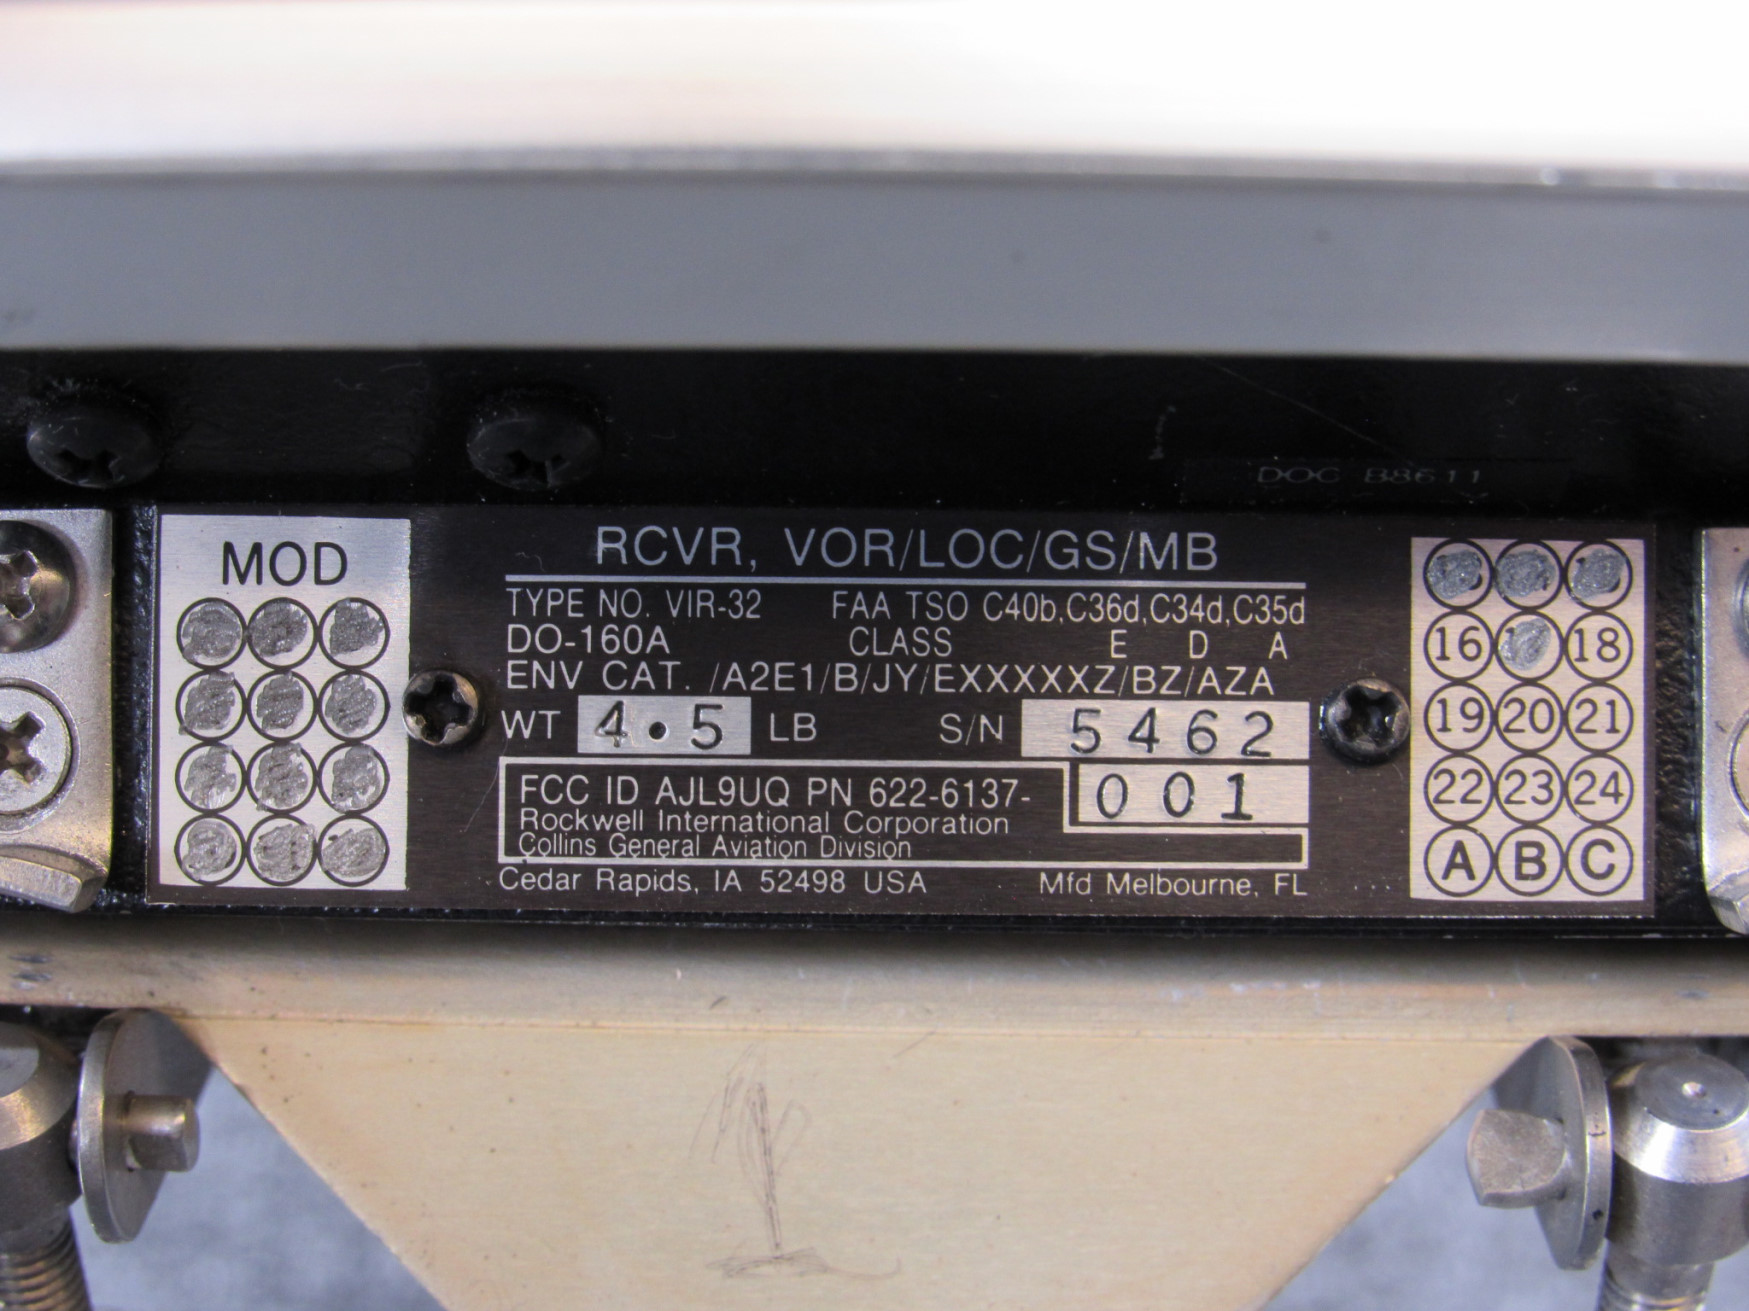 DOC B8611
MOD
RCVR, VOR/LOC/GS/MB
TYPE NO. VIR-32 FAA TSO C40b,C36d,C34d,C35d
DO-160A CLASS E D A
ENV CAT. /A2E1/B/JY/EXXXXXZ/BZ/AZA
WT 4.5 LB S/N 5462
FCC ID AJL9UQ PN 622-6137- 001
Rockwell International Corporation
Collins General Aviation Division
Cedar Rapids, IA 52498 USA Mfd Melbourne, FL
16 18
19 20 21
22 23 24
A B C